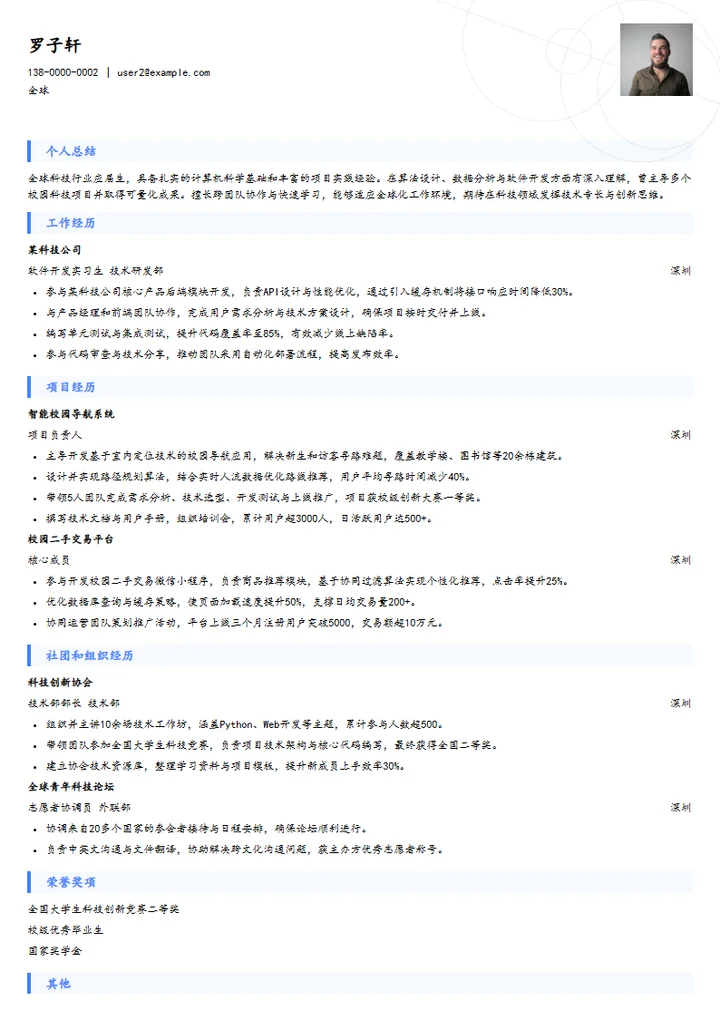 罗子轩
138-0000-0002 | user2@example.com
全球
个人总结
全球科技行业应届生，具备扎实的计算机科学基础和丰富的项目实践经验。在算法设计、数据分析与软件开发方面有深入理解，曾主导多个
校园科技项目并取得可量化成果。擅长跨团队协作与快速学习，能够适应全球化工作环境，期待在科技领域发挥技术专长与创新思维。
工作经历
某科技公司
软件开发实习生 技术研发部 深圳
• 参与某科技公司核心产品后端模块开发，负责API设计与性能优化，通过引入缓存机制将接口响应时间降低30%。
• 与产品经理和前端团队协作，完成用户需求分析与技术方案设计，确保项目按时交付并上线。
• 编写单元测试与集成测试，提升代码覆盖率至85%，有效减少线上缺陷率。
• 参与代码审查与技术分享，推动团队采用自动化部署流程，提高发布效率。
项目经历
智能校园导航系统
项目负责人 深圳
• 主导开发基于室内定位技术的校园导航应用，解决新生和访客寻路难题，覆盖教学楼、图书馆等20余栋建筑。
• 设计并实现路径规划算法，结合实时人流数据优化路线推荐，用户平均寻路时间减少40%。
• 带领5人团队完成需求分析、技术选型、开发测试与上线推广，项目获校级创新大赛一等奖。
• 撰写技术文档与用户手册，组织培训会，累计用户超3000人，日活跃用户达500+。
校园二手交易平台
核心成员 深圳
• 参与开发校园二手交易微信小程序，负责商品推荐模块，基于协同过滤算法实现个性化推荐，点击率提升25%。
• 优化数据库查询与缓存策略，使页面加载速度提升50%，支撑日均交易量200+。
• 协同运营团队策划推广活动，平台上线三个月注册用户突破5000，交易额超10万元。
社团和组织经历
科技创新协会
技术部部长 技术部 深圳
• 组织并主讲10余场技术工作坊，涵盖Python、Web开发等主题，累计参与人数超500。
• 带领团队参加全国大学生科技竞赛，负责项目技术架构与核心代码编写，最终获得全国二等奖。
• 建立协会技术资源库，整理学习资料与项目模板，提升新成员上手效率30%。
全球青年科技论坛
志愿者协调员 外联部 深圳
• 协调来自20多个国家的参会者接待与日程安排，确保论坛顺利进行。
• 负责中英文沟通与文件翻译，协助解决跨文化沟通问题，获主办方优秀志愿者称号。
荣誉奖项
全国大学生科技创新竞赛二等奖
校级优秀毕业生
国家奖学金
其他